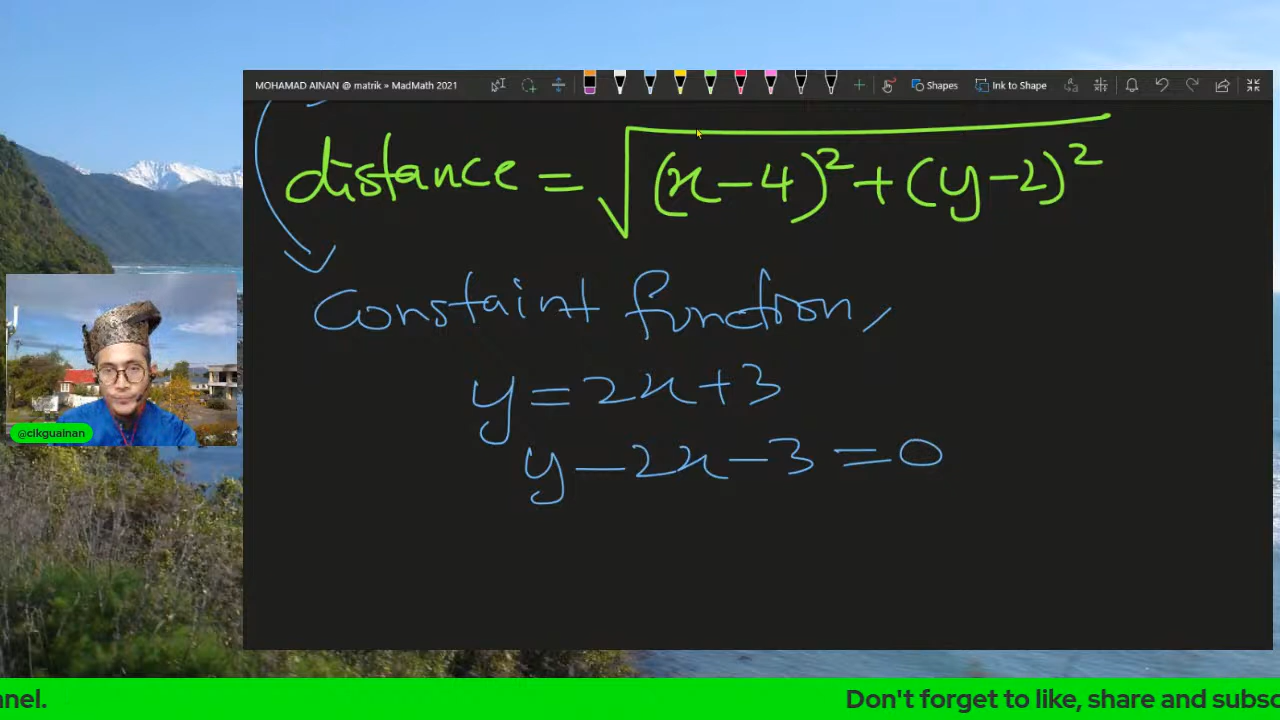 MOHAMAD AINAN @ matrik » MadMath 2021
Shapes
Ink to Shape
distance = √(x-4)² + (y-2)²
Constaint function,
y = 2x + 3
y - 2x - 3 = 0
@cikguainan
nnel.
Don't forget to like, share and subsc